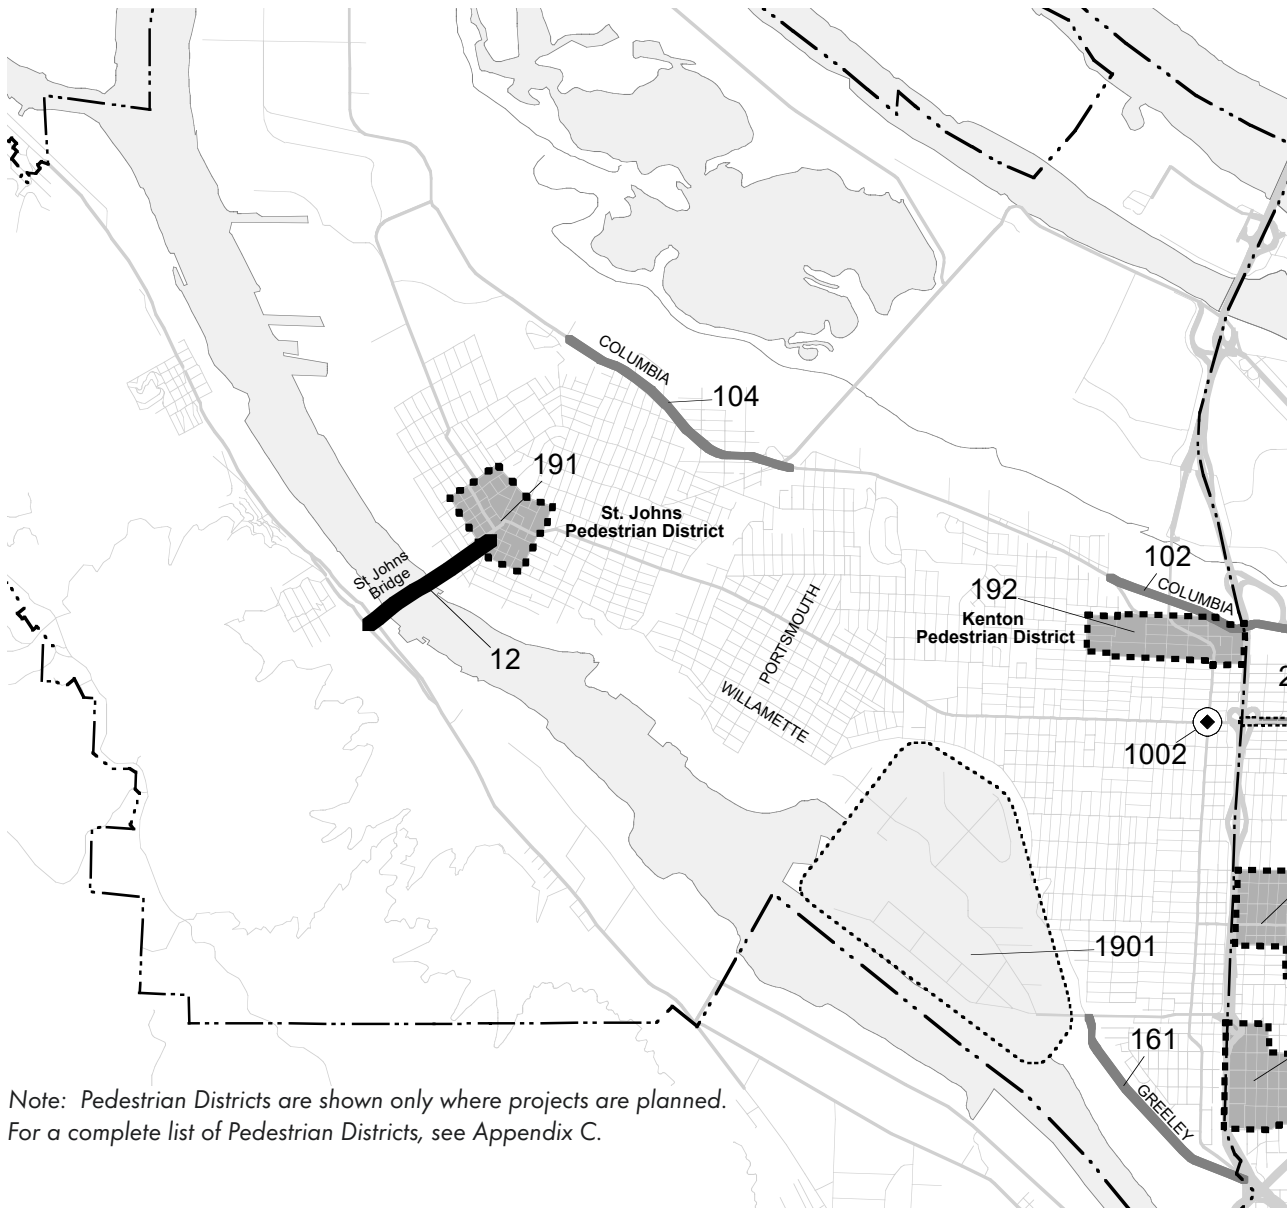 COLUMBIA
104
191
St. Johns
Pedestrian District
St Johns
Bridge
12
102
COLUMBIA
192
Kenton
Pedestrian District
PORTSMOUTH
WILLAMETTE
2
1002
1901
161
GREELEY
Note: Pedestrian Districts are shown only where projects are planned.
For a complete list of Pedestrian Districts, see Appendix C.